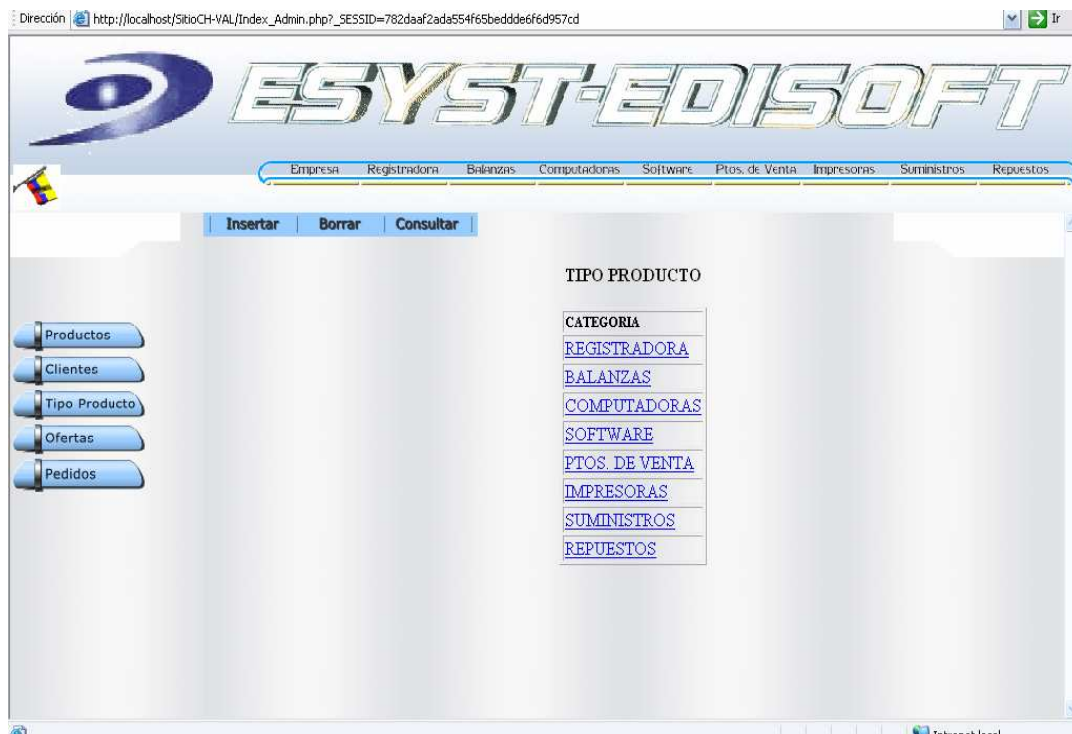 Dirección http://localhost/SitioCH-VAL/Index_Admin.php?_SESSID=782daaf2ada554f65beddde6f6d957cd Ir
ESYST-EDISOFT
Empresa Registradora Balanzas Computadoras Software Ptos. de Venta Impresoras Suministros Repuestos
Insertar | Borrar | Consultar |
TIPO PRODUCTO
CATEGORIA
REGISTRADORA
BALANZAS
COMPUTADORAS
SOFTWARE
PTOS. DE VENTA
IMPRESORAS
SUMINISTROS
REPUESTOS
Productos
Clientes
Tipo Producto
Ofertas
Pedidos
Intranet local